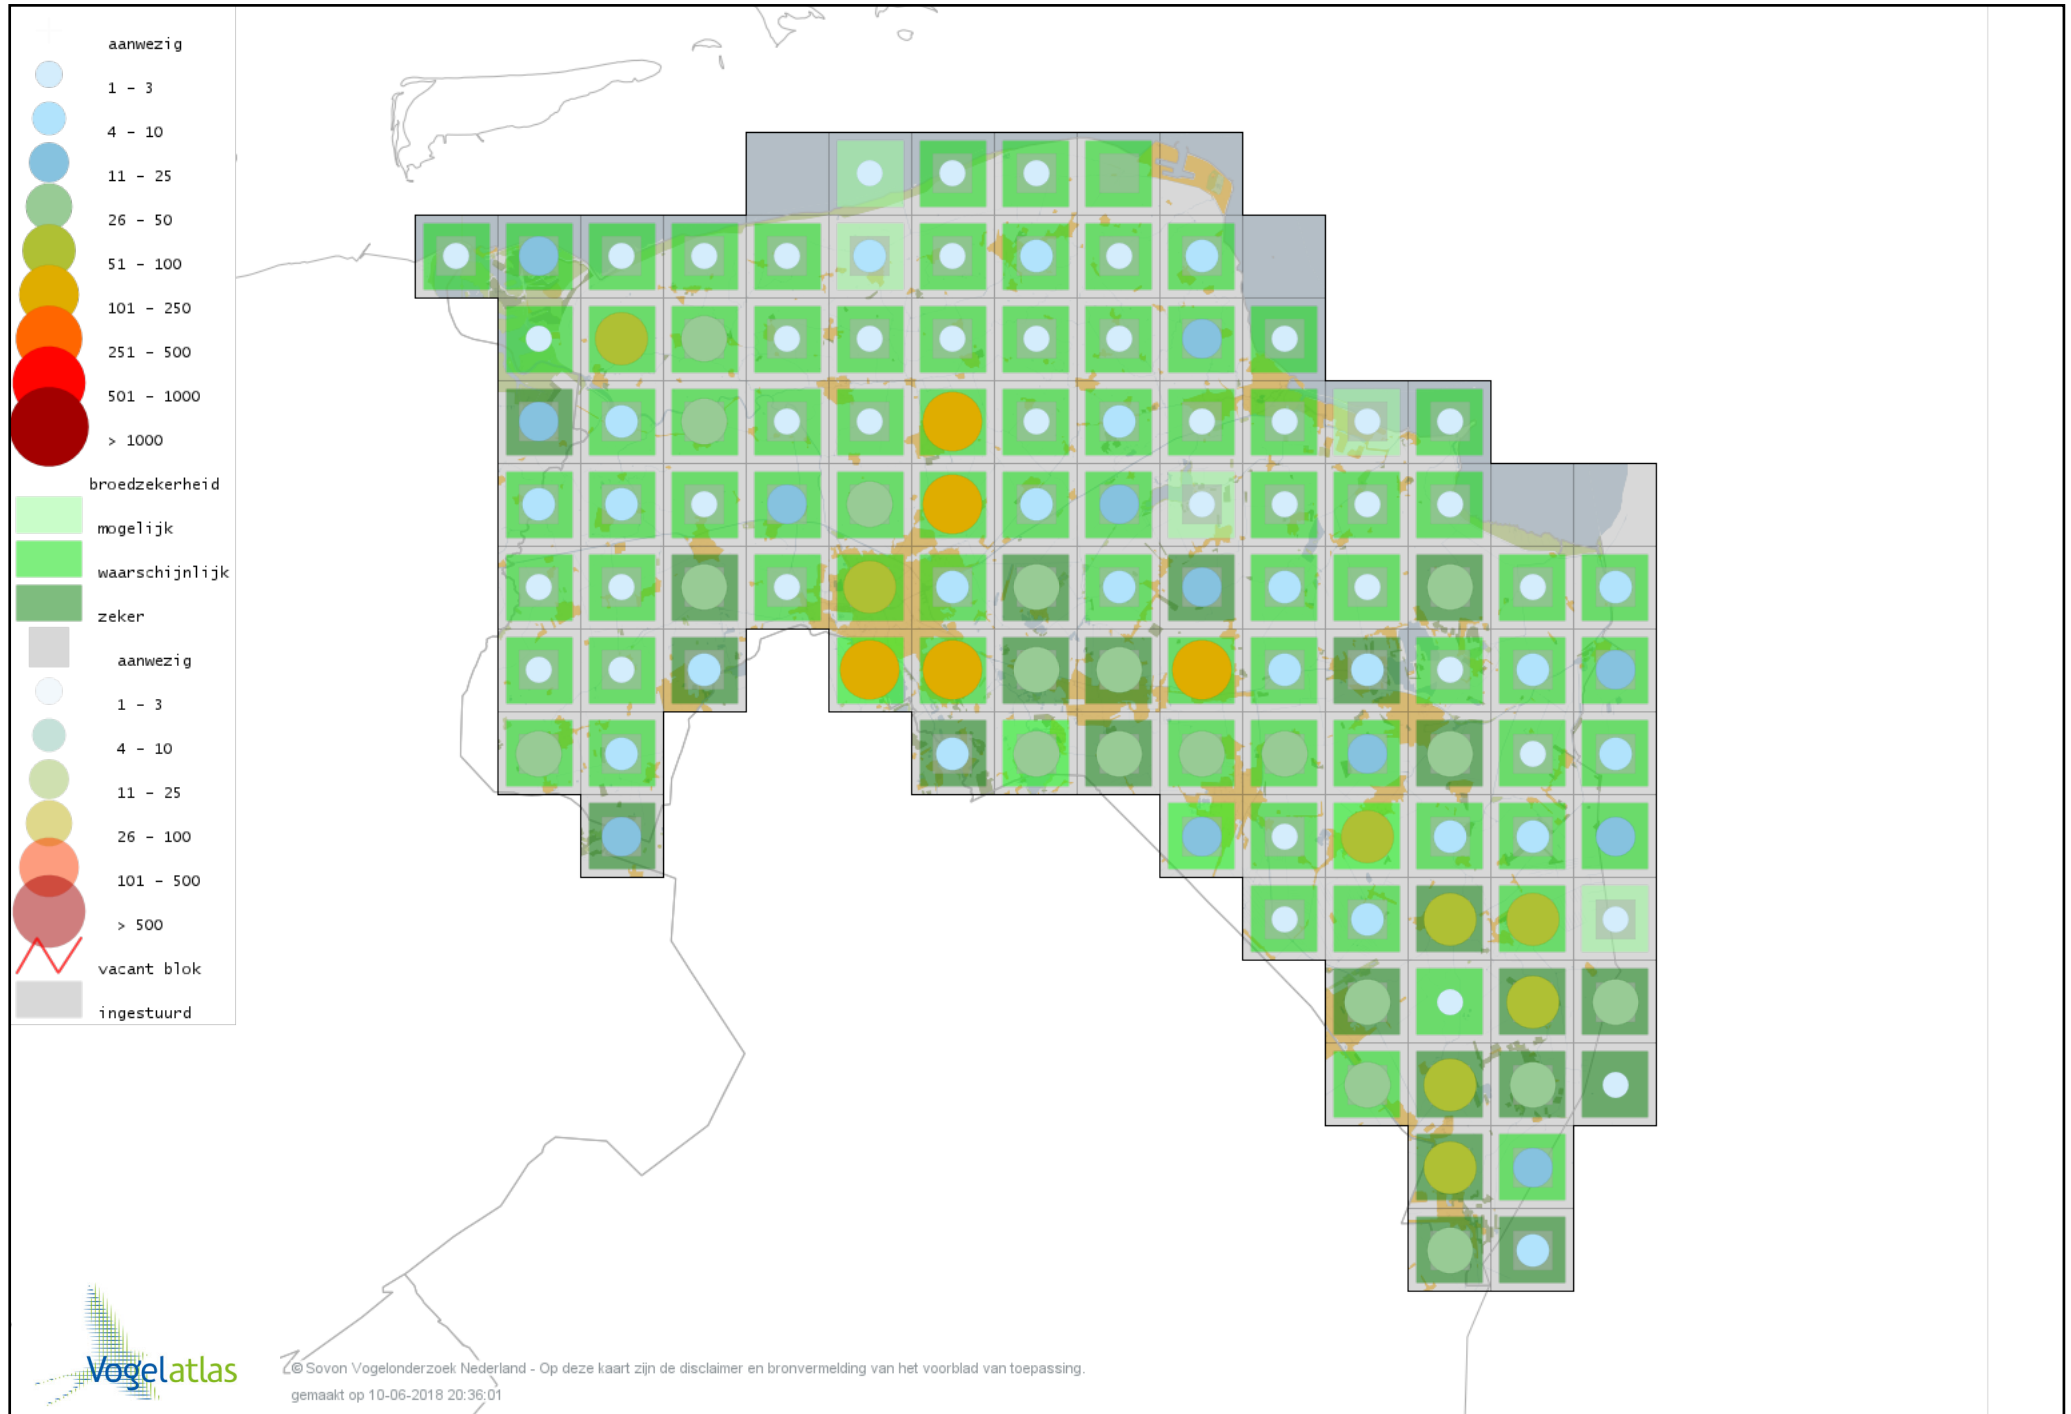 aanwezig
1 - 3
4 - 10
11 - 25
26 - 50
51 - 100
101 - 250
251 - 500
501 - 1000
> 1000
broedzekerheid
mogelijk
waarschijnlijk
zeker
aanwezig
1 - 3
4 - 10
11 - 25
26 - 100
101 - 500
> 500
vacant blok
ingestuurd
Vogelatlas
© Sovon Vogelonderzoek Nederland - Op deze kaart zijn de disclaimer en bronvermelding van het voorblad van toepassing.
gemaakt op 10-06-2018 20:36:01